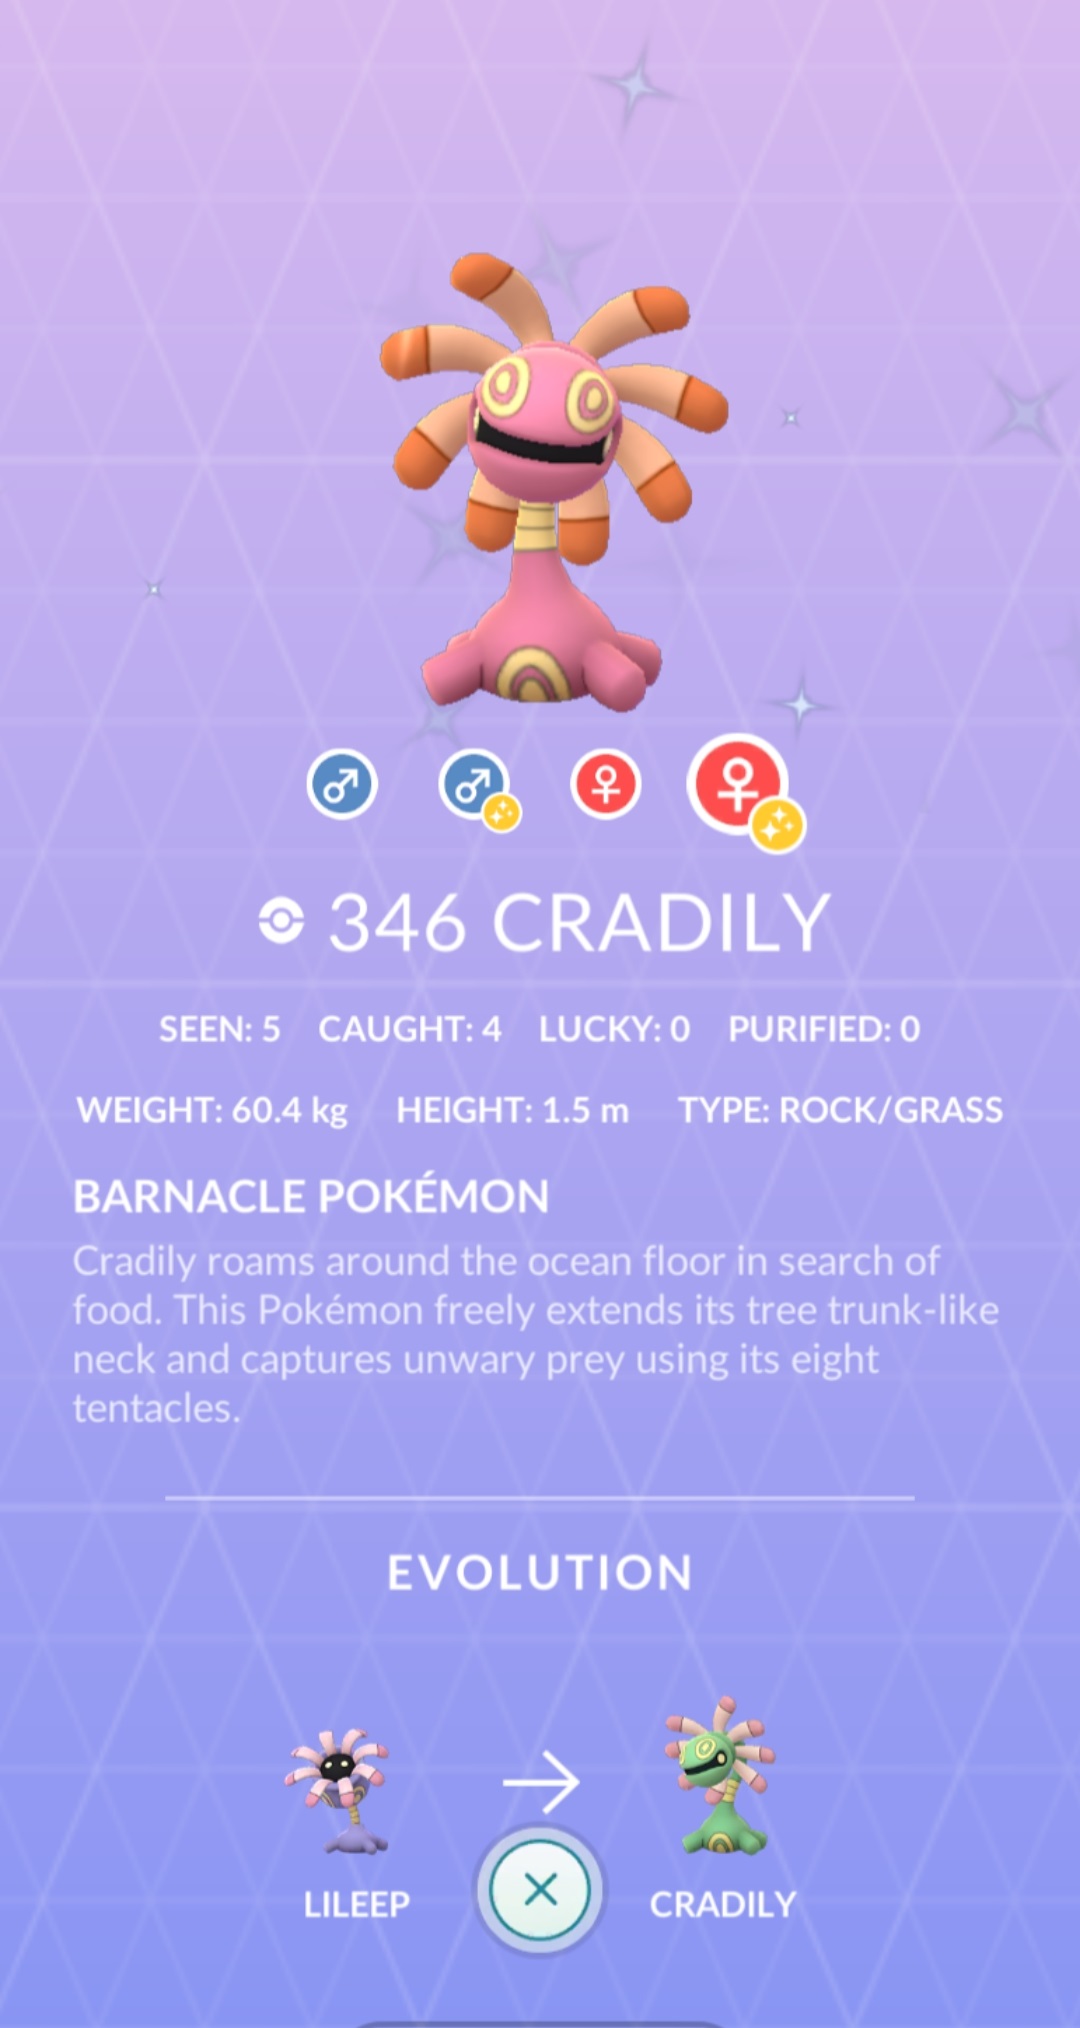 346 CRADILY
SEEN: 5 CAUGHT: 4 LUCKY: 0 PURIFIED: 0
WEIGHT: 60.4 kg HEIGHT: 1.5 m TYPE: ROCK/GRASS
BARNACLE POKÉMON
Cradily roams around the ocean floor in search of
food. This Pokémon freely extends its tree trunk-like
neck and captures unwary prey using its eight
tentacles.
EVOLUTION
LILEEP CRADILY